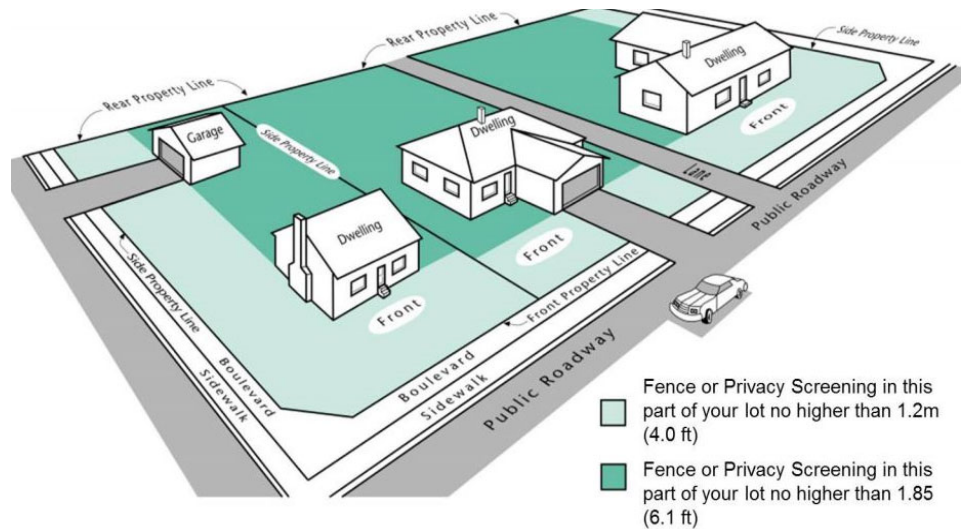 Rear Property Line
Rear Property Line
Side Property Line
Dwelling
Front
Garage
Side Property Line
Dwelling
Lane
Public Roadway
Dwelling
Front
Front
Front Property Line
Side Property Line
Boulevard
Sidewalk
Boulevard
Sidewalk
Public Roadway
Fence or Privacy Screening in this
part of your lot no higher than 1.2m
(4.0 ft)
Fence or Privacy Screening in this
part of your lot no higher than 1.85
(6.1 ft)